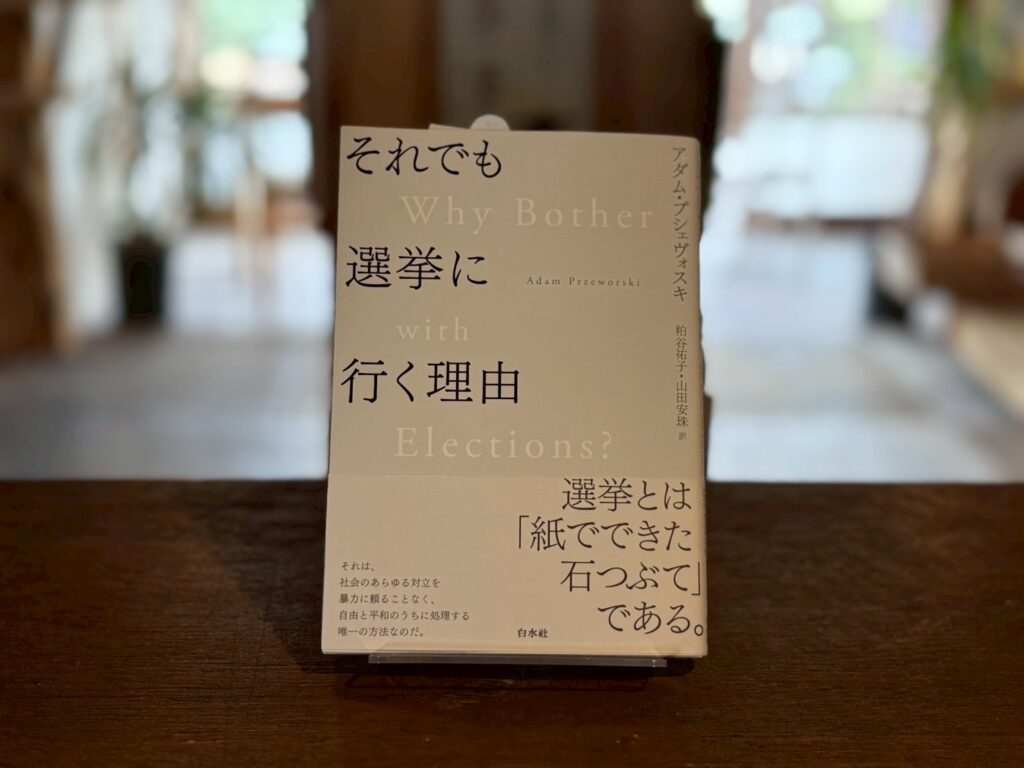 それでも
Why Bother
選挙に
Adam Przeworski
with
行く理由
Elections?
アダム・プシェヴォスキ
粕谷祐子・山田安珠 訳
選挙とは
「紙でできた
石つぶて」
である。
それは、
社会のあらゆる対立を
暴力に頼ることなく、
自由と平和のうちに処理する
唯一の方法なのだ。
白水社